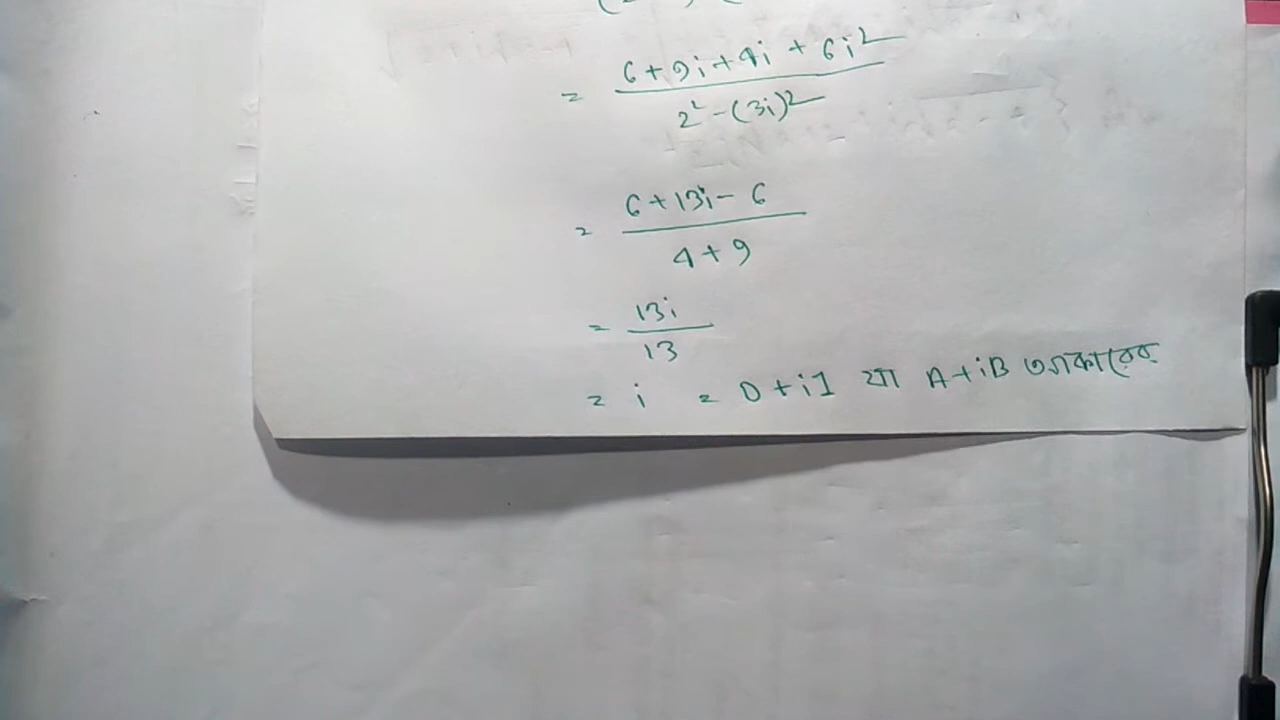 = (6 + 9i + 4i + 6i²) / (2² - (3i)²)
= (6 + 13i - 6) / (4 + 9)
= 13i / 13
= i = 0 + i1 যা A + iB আকারের